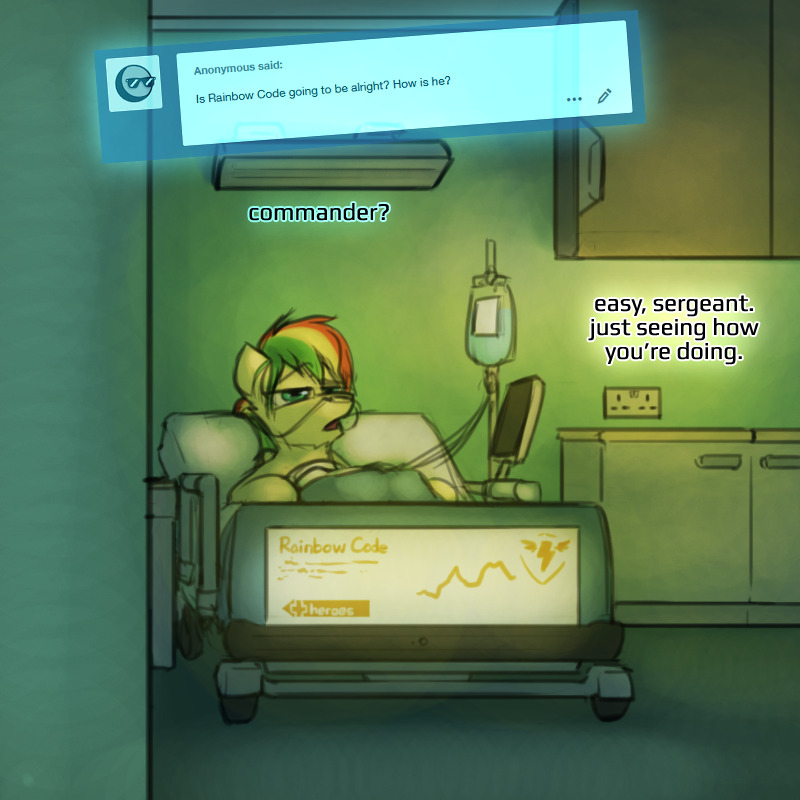 Anonymous said:
Is Rainbow Code going to be alright? How is he?
commander?
easy, sergeant.
just seeing how
you're doing.
Rainbow Code
heroes